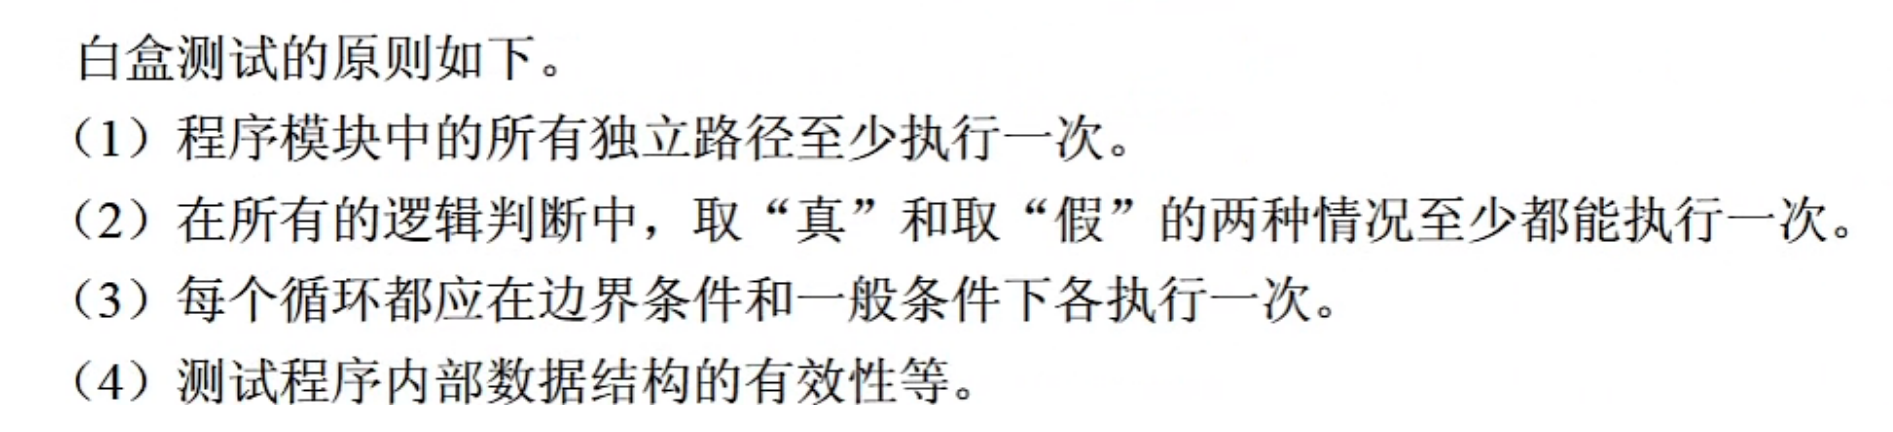 白盒测试的原则如下。
（1）程序模块中的所有独立路径至少执行一次。
（2）在所有的逻辑判断中，取“真”和取“假”的两种情况至少都能执行一次。
（3）每个循环都应在边界条件和一般条件下各执行一次。
（4）测试程序内部数据结构的有效性等。